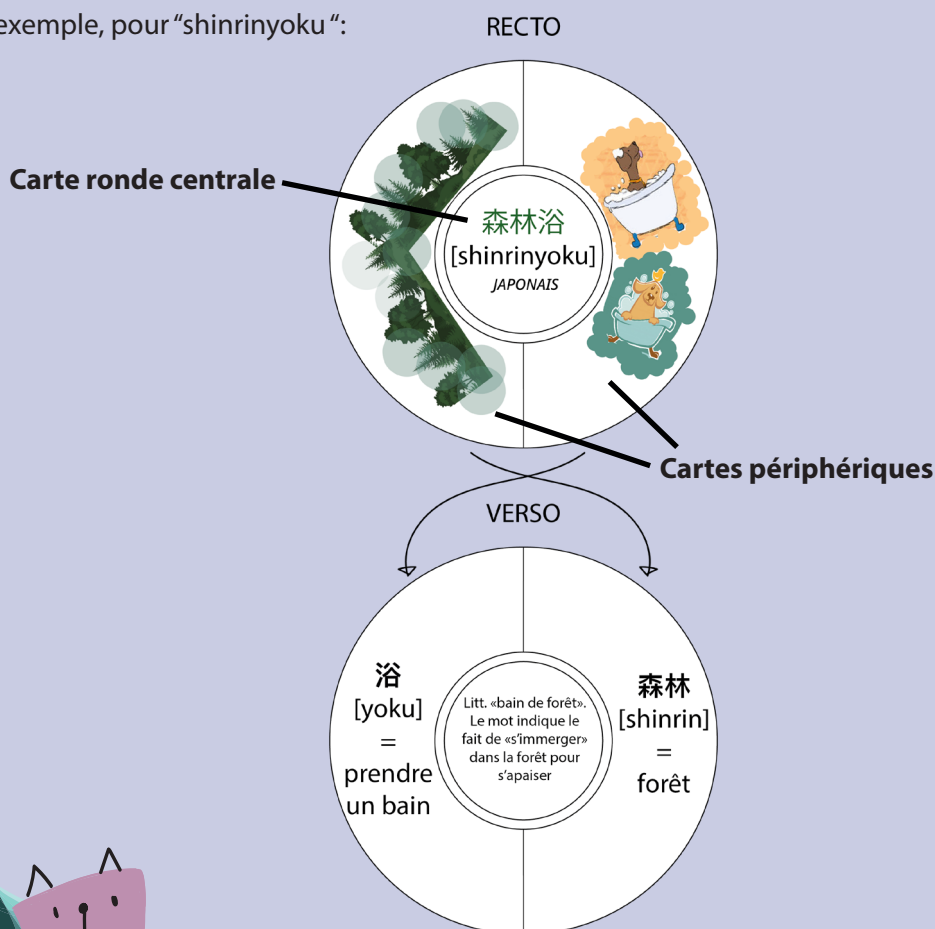 exemple, pour “shinrinyoku “:
RECTO
Carte ronde centrale
森林浴
[shinrinyoku]
JAPONAIS
Cartes périphériques
VERSO
浴
[yoku]
=
prendre
un bain
Litt. «bain de forêt».
Le mot indique le
fait de «s’immerger»
dans la forêt pour
s’apaiser
森林
[shinrin]
=
forêt